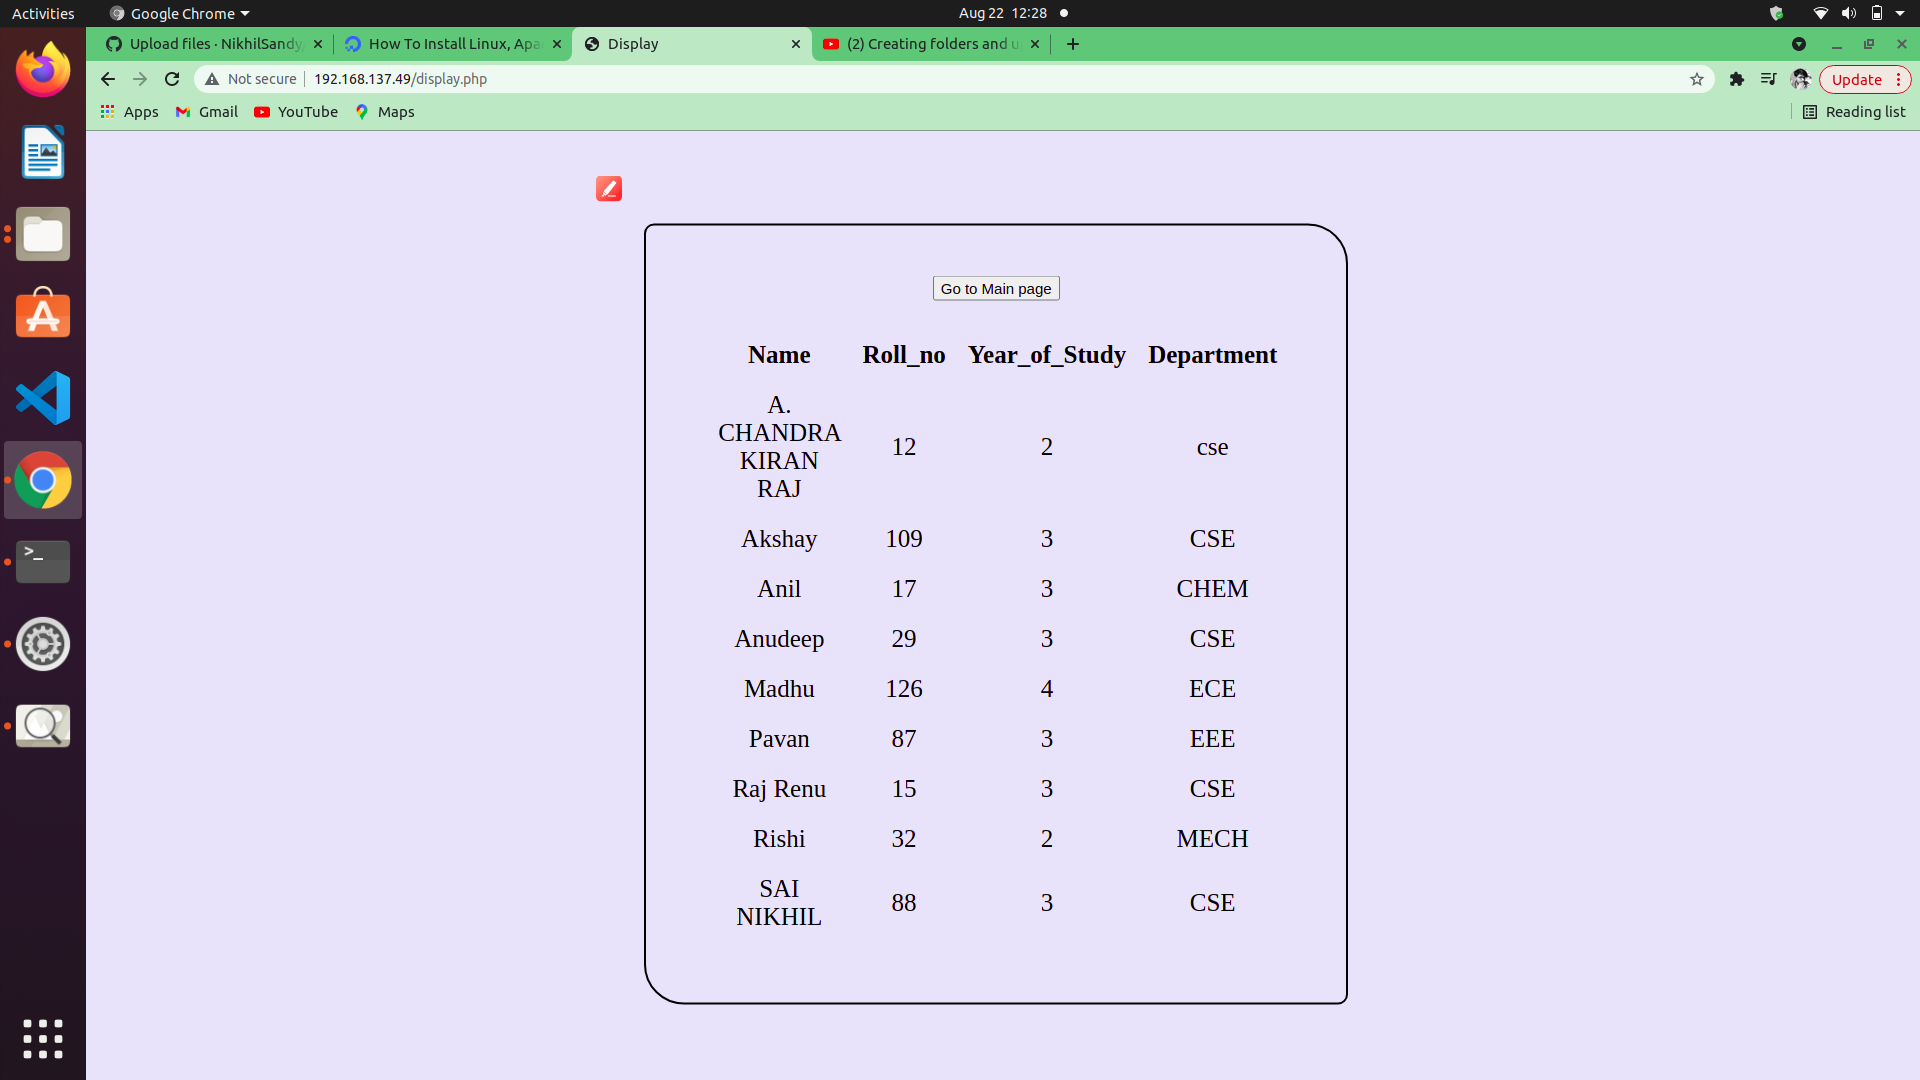 Activities Google Chrome Aug 22 12:28
Upload files · NikhilSandy How To Install Linux, Apa Display (2) Creating folders and u
Not secure 192.168.137.49/display.php Update
Apps Gmail YouTube Maps Reading list
Go to Main page
Name Roll_no Year_of_Study Department
A.
CHANDRA
KIRAN
RAJ
12 2 cse
Akshay 109 3 CSE
Anil 17 3 CHEM
Anudeep 29 3 CSE
Madhu 126 4 ECE
Pavan 87 3 EEE
Raj Renu 15 3 CSE
Rishi 32 2 MECH
SAI
NIKHIL
88 3 CSE